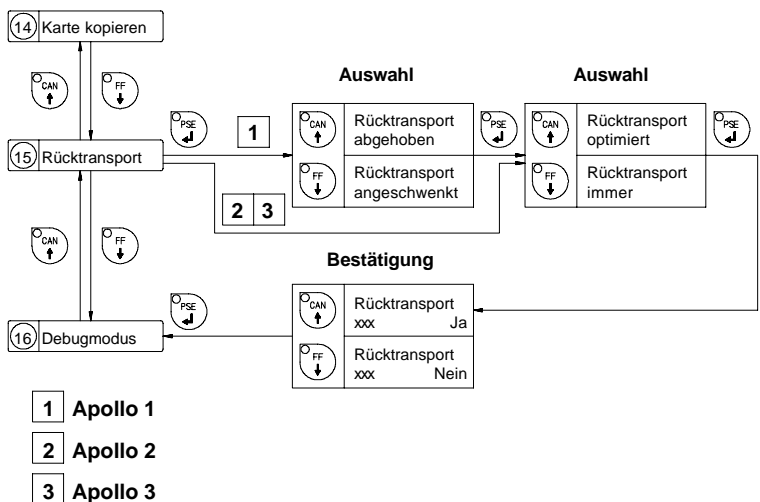 14 Karte kopieren
CAN FF
Auswahl Auswahl
PSE 1 CAN Rücktransport abgehoben PSE CAN Rücktransport optimiert PSE
15 Rücktransport
FF Rücktransport angeschwenkt FF Rücktransport immer
2 3
CAN FF
Bestätigung
PSE CAN Rücktransport
xxx Ja
16 Debugmodus
FF Rücktransport
xxx Nein
1 Apollo 1
2 Apollo 2
3 Apollo 3